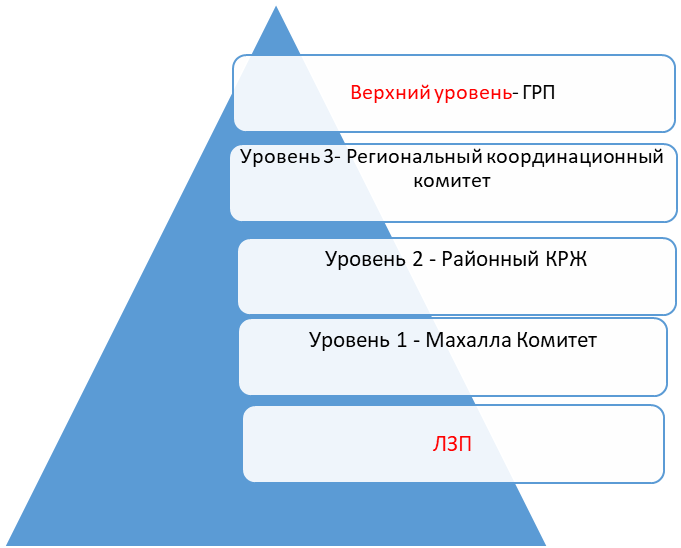 Верхний уровень- ГРП
Уровень 3- Региональный координационный
комитет
Уровень 2 - Районный КРЖ
Уровень 1 - Махалла Комитет
ЛЗП